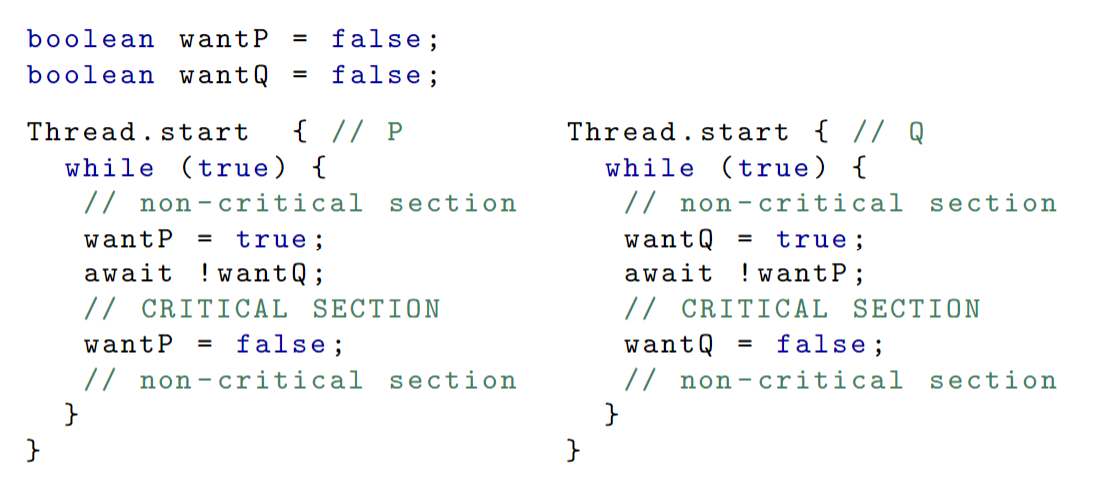 boolean wantP = false;
boolean wantQ = false;
Thread.start { // P
while (true) {
// non-critical section
wantP = true;
await !wantQ;
// CRITICAL SECTION
wantP = false;
// non-critical section
}
}
Thread.start { // Q
while (true) {
// non-critical section
wantQ = true;
await !wantP;
// CRITICAL SECTION
wantQ = false;
// non-critical section
}
}